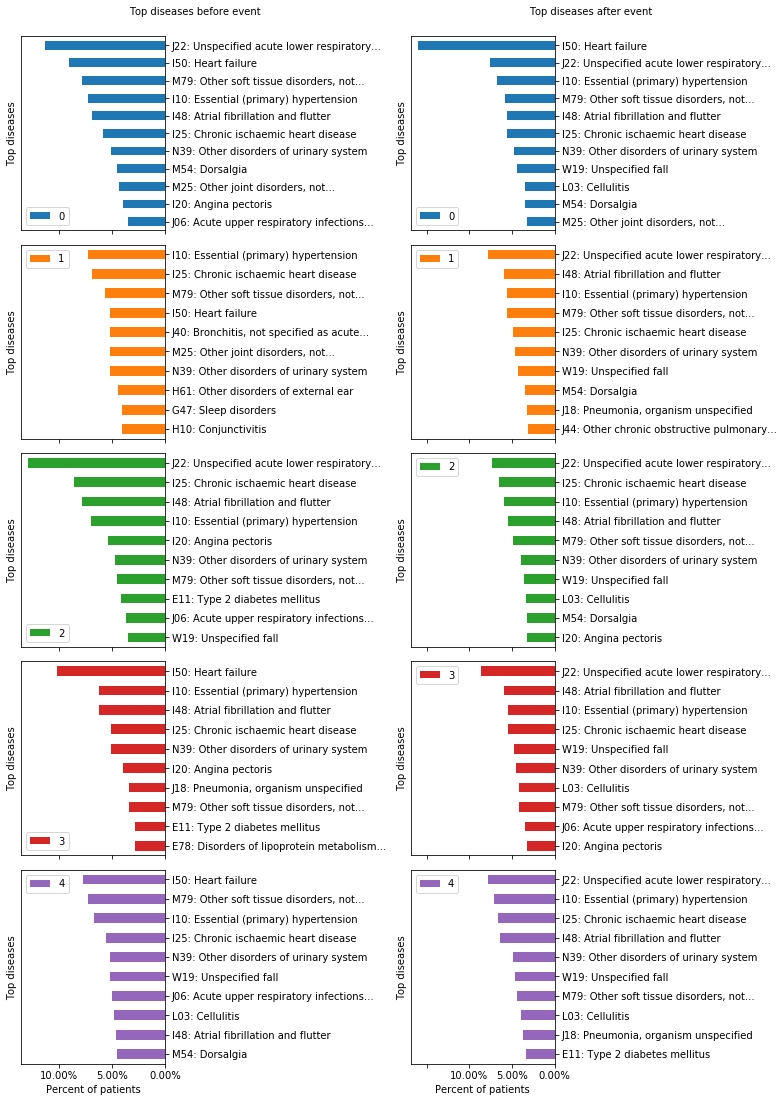 Top diseases before event
Top diseases after event
Top diseases
J22: Unspecified acute lower respiratory...
I50: Heart failure
M79: Other soft tissue disorders, not...
I10: Essential (primary) hypertension
I48: Atrial fibrillation and flutter
I25: Chronic ischaemic heart disease
N39: Other disorders of urinary system
M54: Dorsalgia
M25: Other joint disorders, not...
I20: Angina pectoris
J06: Acute upper respiratory infections...
0
Top diseases
I50: Heart failure
J22: Unspecified acute lower respiratory...
I10: Essential (primary) hypertension
M79: Other soft tissue disorders, not...
I48: Atrial fibrillation and flutter
I25: Chronic ischaemic heart disease
N39: Other disorders of urinary system
W19: Unspecified fall
L03: Cellulitis
M54: Dorsalgia
M25: Other joint disorders, not...
0
Top diseases
1
I10: Essential (primary) hypertension
I25: Chronic ischaemic heart disease
M79: Other soft tissue disorders, not...
I50: Heart failure
J40: Bronchitis, not specified as acute...
M25: Other joint disorders, not...
N39: Other disorders of urinary system
H61: Other disorders of external ear
G47: Sleep disorders
H10: Conjunctivitis
Top diseases
1
J22: Unspecified acute lower respiratory...
I48: Atrial fibrillation and flutter
I10: Essential (primary) hypertension
M79: Other soft tissue disorders, not...
I25: Chronic ischaemic heart disease
N39: Other disorders of urinary system
W19: Unspecified fall
M54: Dorsalgia
J18: Pneumonia, organism unspecified
J44: Other chronic obstructive pulmonary...
Top diseases
J22: Unspecified acute lower respiratory...
I25: Chronic ischaemic heart disease
I48: Atrial fibrillation and flutter
I10: Essential (primary) hypertension
I20: Angina pectoris
N39: Other disorders of urinary system
M79: Other soft tissue disorders, not...
E11: Type 2 diabetes mellitus
J06: Acute upper respiratory infections...
W19: Unspecified fall
2
Top diseases
2
J22: Unspecified acute lower respiratory...
I25: Chronic ischaemic heart disease
I10: Essential (primary) hypertension
I48: Atrial fibrillation and flutter
M79: Other soft tissue disorders, not...
N39: Other disorders of urinary system
W19: Unspecified fall
L03: Cellulitis
M54: Dorsalgia
I20: Angina pectoris
Top diseases
I50: Heart failure
I10: Essential (primary) hypertension
I48: Atrial fibrillation and flutter
I25: Chronic ischaemic heart disease
N39: Other disorders of urinary system
I20: Angina pectoris
J18: Pneumonia, organism unspecified
M79: Other soft tissue disorders, not...
E11: Type 2 diabetes mellitus
E78: Disorders of lipoprotein metabolism...
3
Top diseases
3
J22: Unspecified acute lower respiratory...
I48: Atrial fibrillation and flutter
I10: Essential (primary) hypertension
I25: Chronic ischaemic heart disease
W19: Unspecified fall
N39: Other disorders of urinary system
L03: Cellulitis
M79: Other soft tissue disorders, not...
J06: Acute upper respiratory infections...
I20: Angina pectoris
Top diseases
4
I50: Heart failure
M79: Other soft tissue disorders, not...
I10: Essential (primary) hypertension
I25: Chronic ischaemic heart disease
N39: Other disorders of urinary system
W19: Unspecified fall
J06: Acute upper respiratory infections...
L03: Cellulitis
I48: Atrial fibrillation and flutter
M54: Dorsalgia
10.00% 5.00% 0.00%
Percent of patients
Top diseases
4
J22: Unspecified acute lower respiratory...
I10: Essential (primary) hypertension
I25: Chronic ischaemic heart disease
I48: Atrial fibrillation and flutter
N39: Other disorders of urinary system
W19: Unspecified fall
M79: Other soft tissue disorders, not...
L03: Cellulitis
J18: Pneumonia, organism unspecified
E11: Type 2 diabetes mellitus
10.00% 5.00% 0.00%
Percent of patients